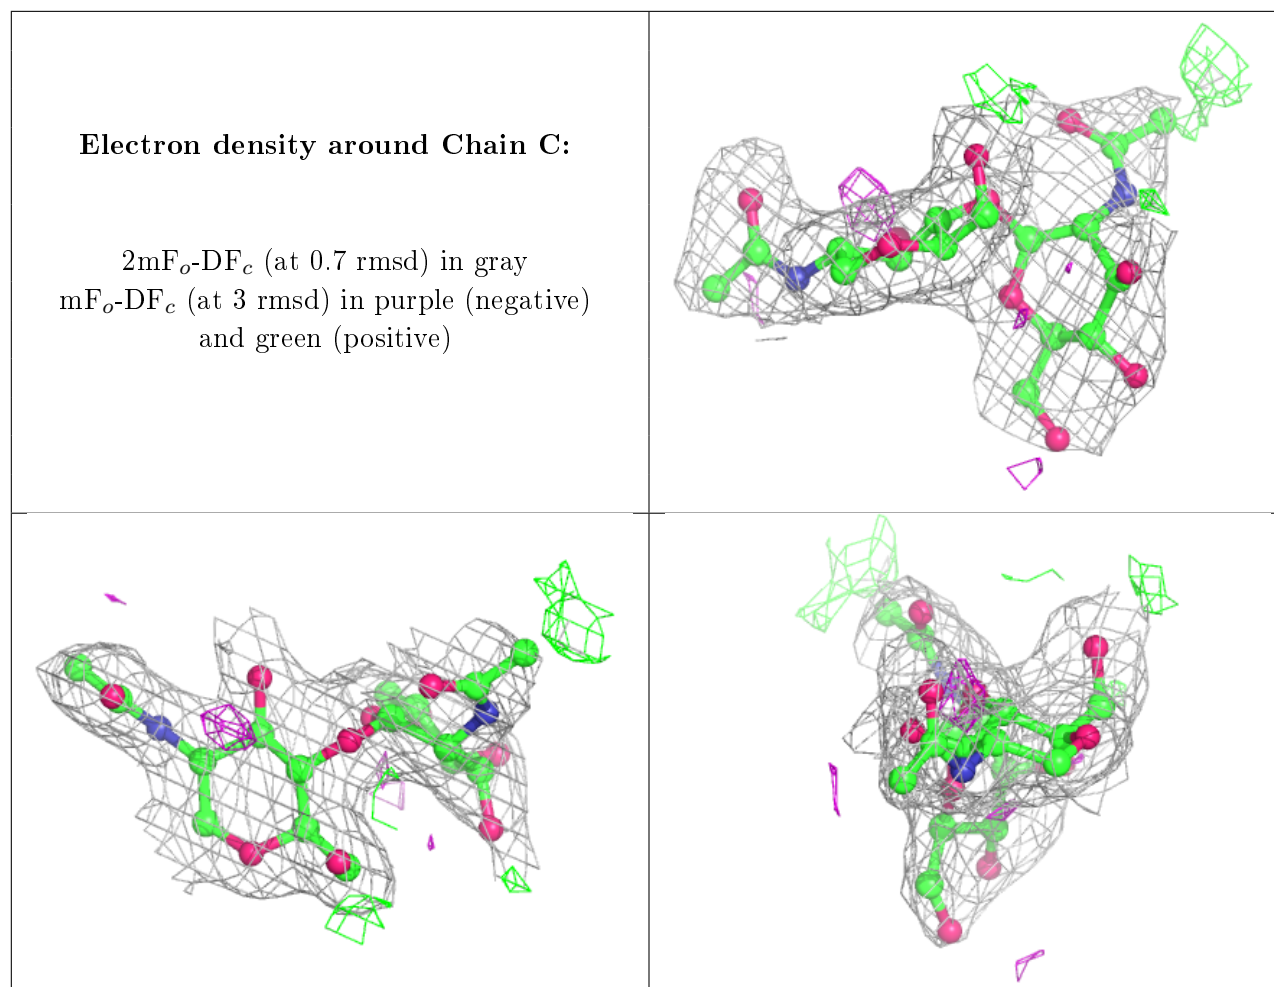 Electron density around Chain C:
2mFₒ-DF𝒸 (at 0.7 rmsd) in gray
mFₒ-DF𝒸 (at 3 rmsd) in purple (negative)
and green (positive)